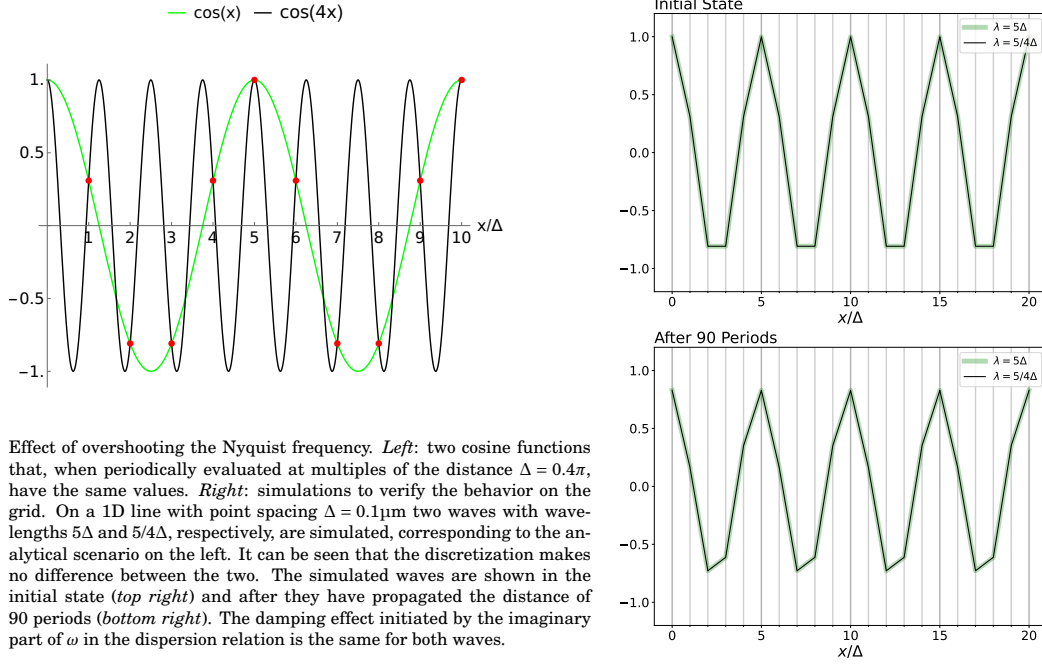 cos(x) cos(4x)
1.
0.5
−0.5
−1.
1 2 3 4 5 6 7 8 9 10
x/Δ
Effect of overshooting the Nyquist frequency. Left: two cosine functions
that, when periodically evaluated at multiples of the distance Δ = 0.4π,
have the same values. Right: simulations to verify the behavior on the
grid. On a 1D line with point spacing Δ = 0.1µm two waves with wave-
lengths 5Δ and 5/4Δ, respectively, are simulated, corresponding to the an-
alytical scenario on the left. It can be seen that the discretization makes
no difference between the two. The simulated waves are shown in the
initial state (top right) and after they have propagated the distance of
90 periods (bottom right). The damping effect initiated by the imaginary
part of ω in the dispersion relation is the same for both waves.
Initial State
λ = 5Δ
λ = 5/4Δ
1.0
0.5
0.0
−0.5
−1.0
0 5 10 15 20
x/Δ
After 90 Periods
λ = 5Δ
λ = 5/4Δ
1.0
0.5
0.0
−0.5
−1.0
0 5 10 15 20
x/Δ